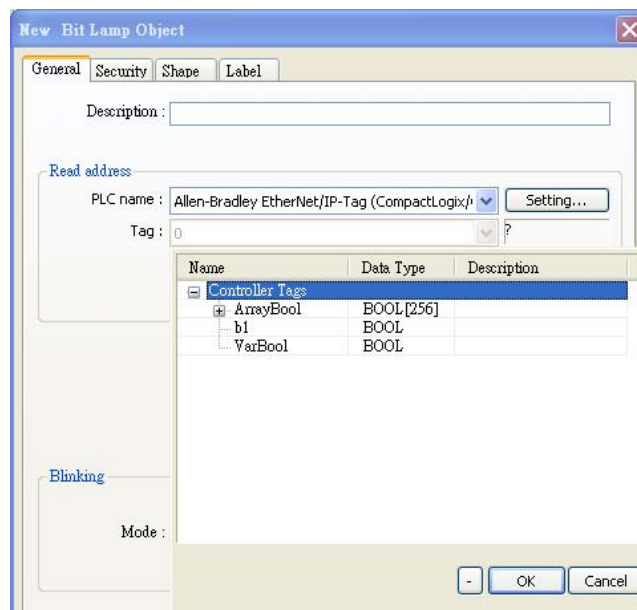 New Bit Lamp Object
General Security Shape Label
Description :
Read address
PLC name : Allen-Bradley EtherNet/IP-Tag (CompactLogix/ Setting...
Tag : 0 ?
Name Data Type Description
Controller Tags
ArrayBool BOOL[256]
b1 BOOL
VarBool BOOL
Blinking
Mode :
- OK Cancel